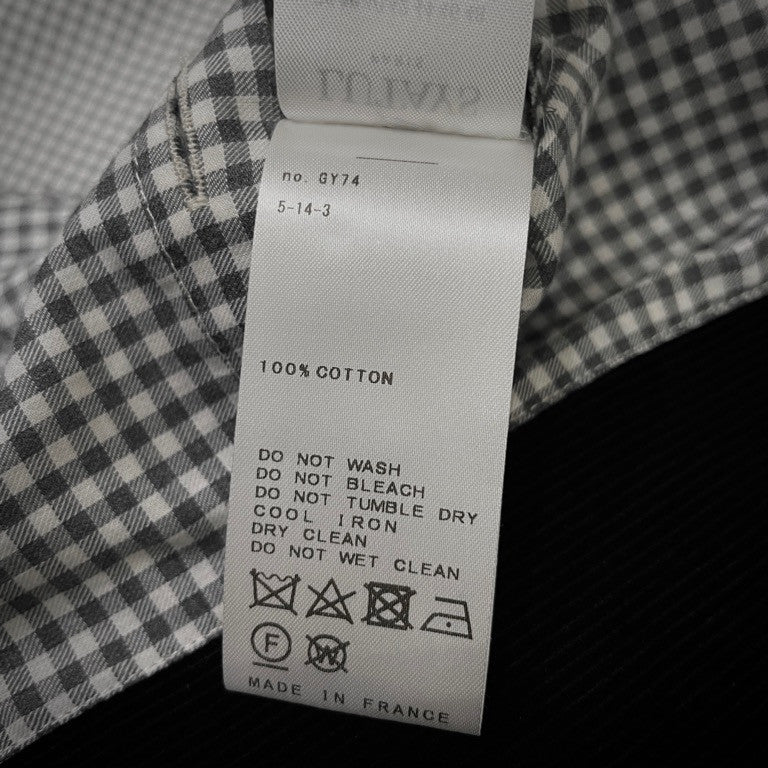 no. GY74
5-14-3
100% COTTON
DO NOT WASH
DO NOT BLEACH
DO NOT TUMBLE DRY
COOL IRON
DRY CLEAN
DO NOT WET CLEAN
F W
MADE IN FRANCE